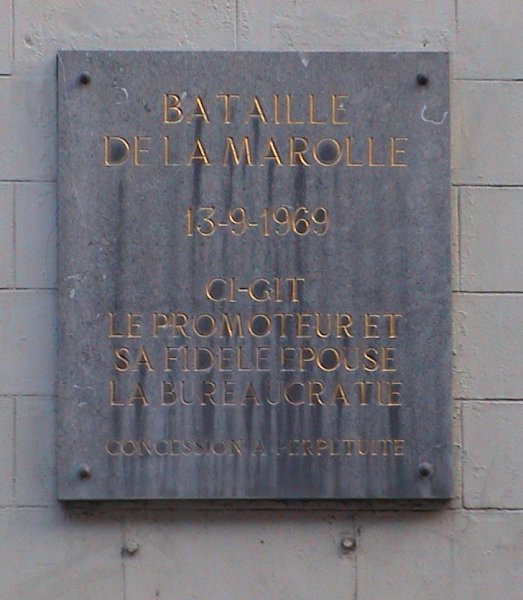 BATAILLE
DE LA MAROLLE
13-9-1969
CI-GIT
LE PROMOTEUR ET
SA FIDELE EPOUSE
LA BUREAUCRATIE
CONCESSION A PERPETUITE